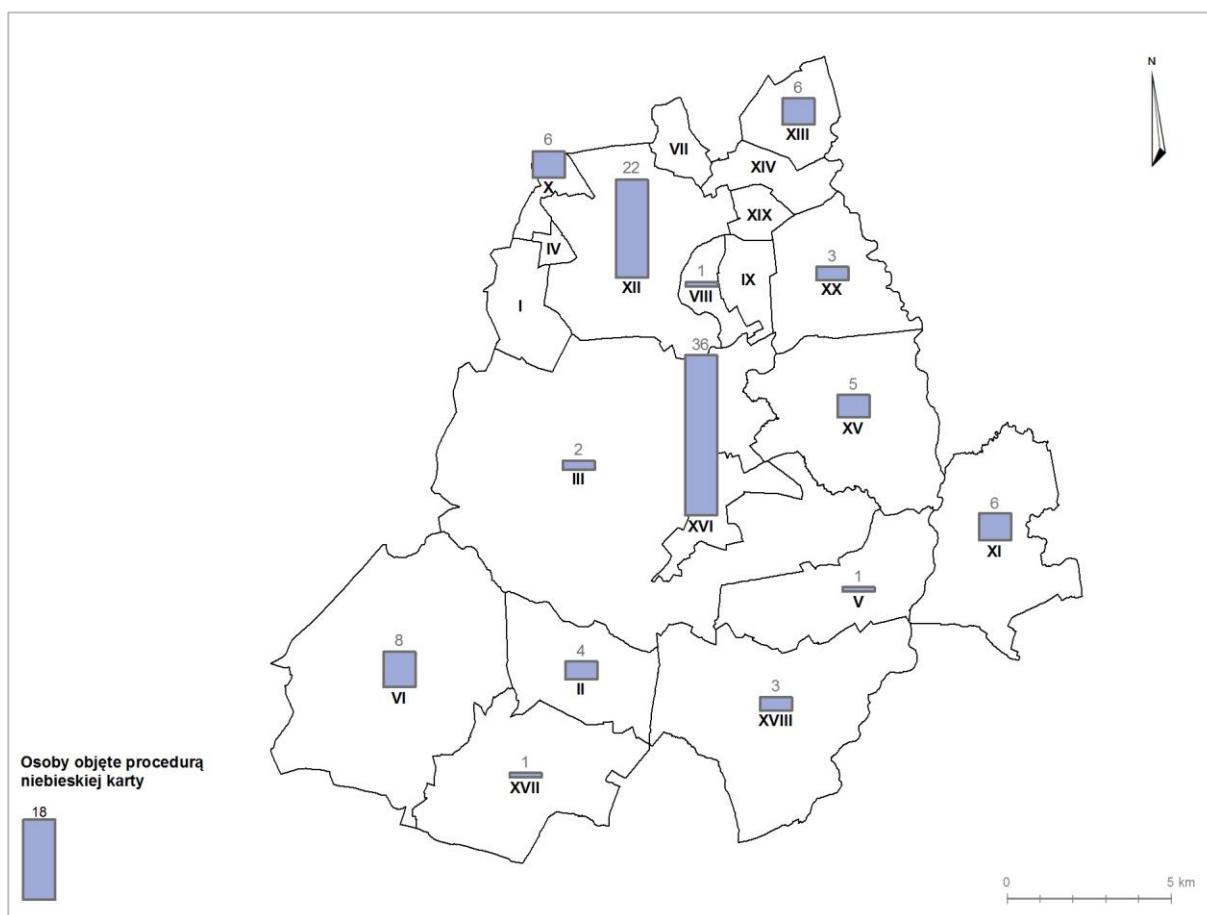 N
6
XIII
VII
6
X
XIV
22
XII
XIX
IV
1
VIII
IX
3
XX
I
36
XVI
5
XV
2
III
6
XI
1
V
8
VI
4
II
3
XVIII
1
XVII
Osoby objęte procedurą
niebieskiej karty
18
0 5 km